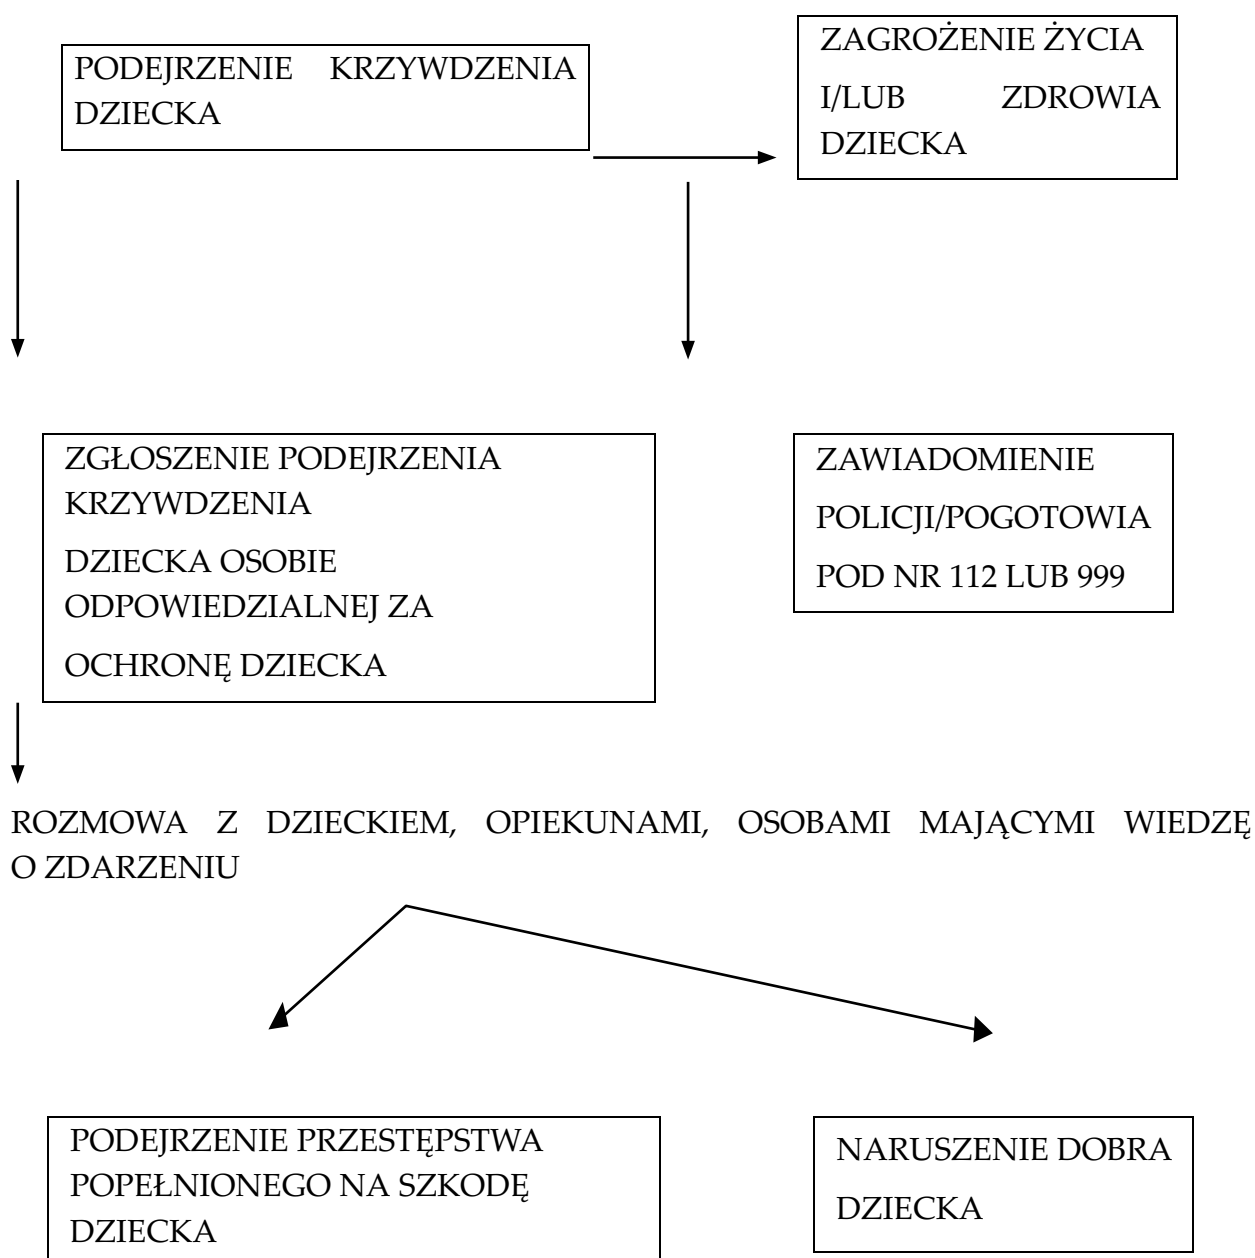 PODEJRZENIE KRZYWDZENIA
DZIECKA
ZAGROŻENIE ŻYCIA
I/LUB ZDROWIA
DZIECKA
ZGŁOSZENIE PODEJRZENIA
KRZYWDZENIA
DZIECKA OSOBIE
ODPOWIEDZIALNEJ ZA
OCHRONĘ DZIECKA
ZAWIADOMIENIE
POLICJI/POGOTOWIA
POD NR 112 LUB 999
ROZMOWA Z DZIECKIEM, OPIEKUNAMI, OSOBAMI MAJĄCYMI WIEDZĘ
O ZDARZENIU
PODEJRZENIE PRZESTĘPSTWA
POPEŁNIONEGO NA SZKODĘ
DZIECKA
NARUSZENIE DOBRA
DZIECKA